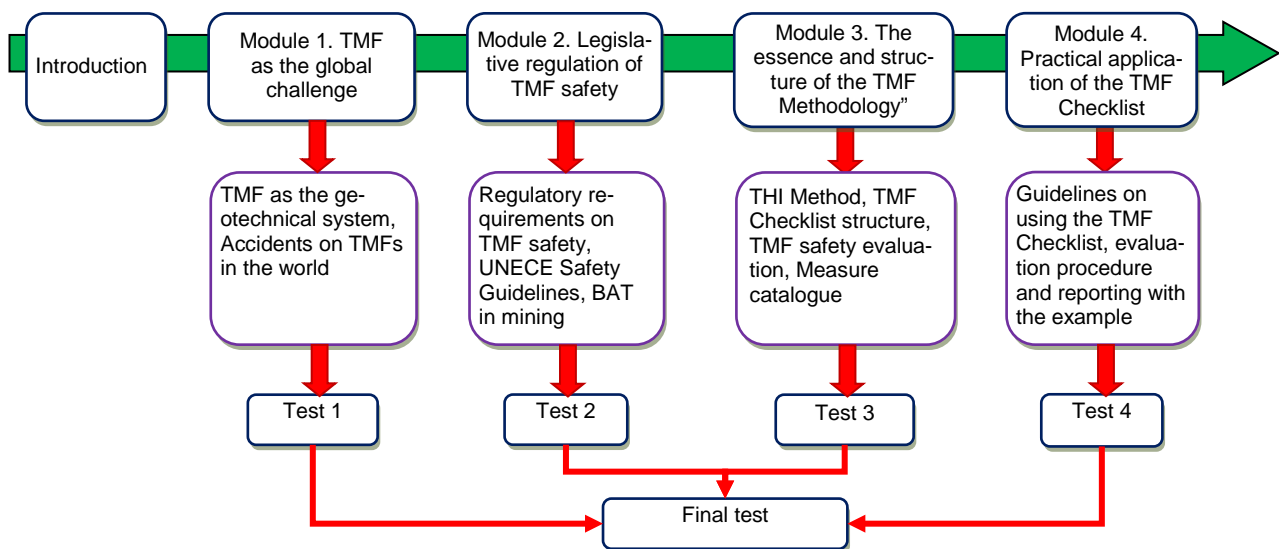 Introduction
Module 1. TMF
as the global
challenge
Module 2. Legisla-
tive regulation of
TMF safety
Module 3. The
essence and struc-
ture of the TMF
Methodology”
Module 4.
Practical applica-
tion of the TMF
Checklist
TMF as the ge-
otechnical system,
Accidents on TMFs
in the world
Regulatory re-
quirements on
TMF safety,
UNECE Safety
Guidelines, BAT
in mining
THI Method, TMF
Checklist structure,
TMF safety evalua-
tion, Measure
catalogue
Guidelines on
using the TMF
Checklist, evalua-
tion procedure
and reporting with
the example
Test 1
Test 2
Test 3
Test 4
Final test